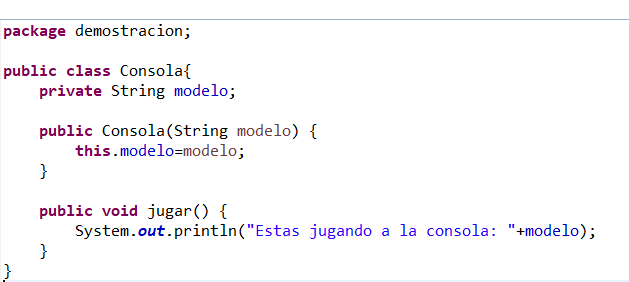 package demostracion;
public class Consola{
private String modelo;
public Consola(String modelo) {
this.modelo=modelo;
}
public void jugar() {
System.out.println("Estas jugando a la consola: "+modelo);
}
}